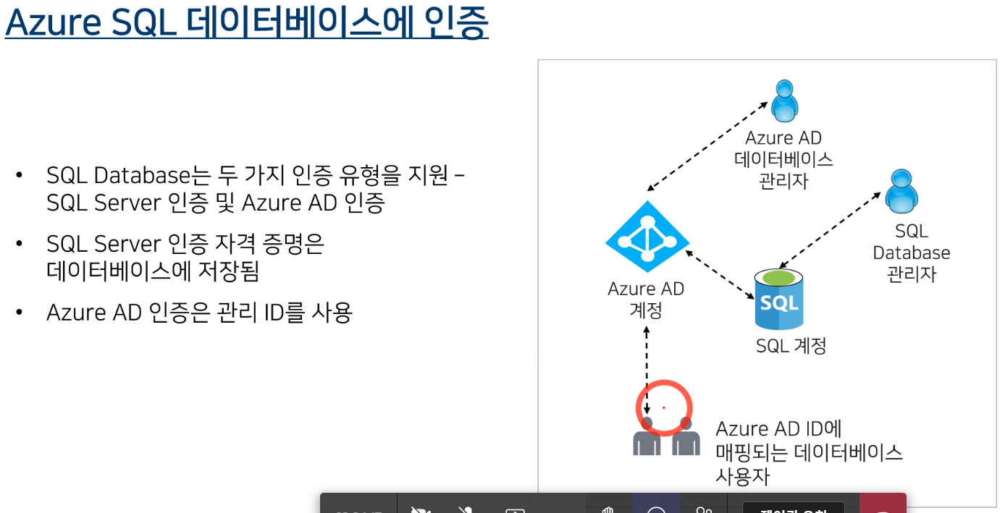 Azure SQL 데이터베이스에 인증
• SQL Database는 두 가지 인증 유형을 지원 –
SQL Server 인증 및 Azure AD 인증
• SQL Server 인증 자격 증명은
데이터베이스에 저장됨
• Azure AD 인증은 관리 ID를 사용
Azure AD
데이터베이스
관리자
SQL
Database
관리자
Azure AD
계정
SQL
SQL 계정
Azure AD ID에
매핑되는 데이터베이스
사용자